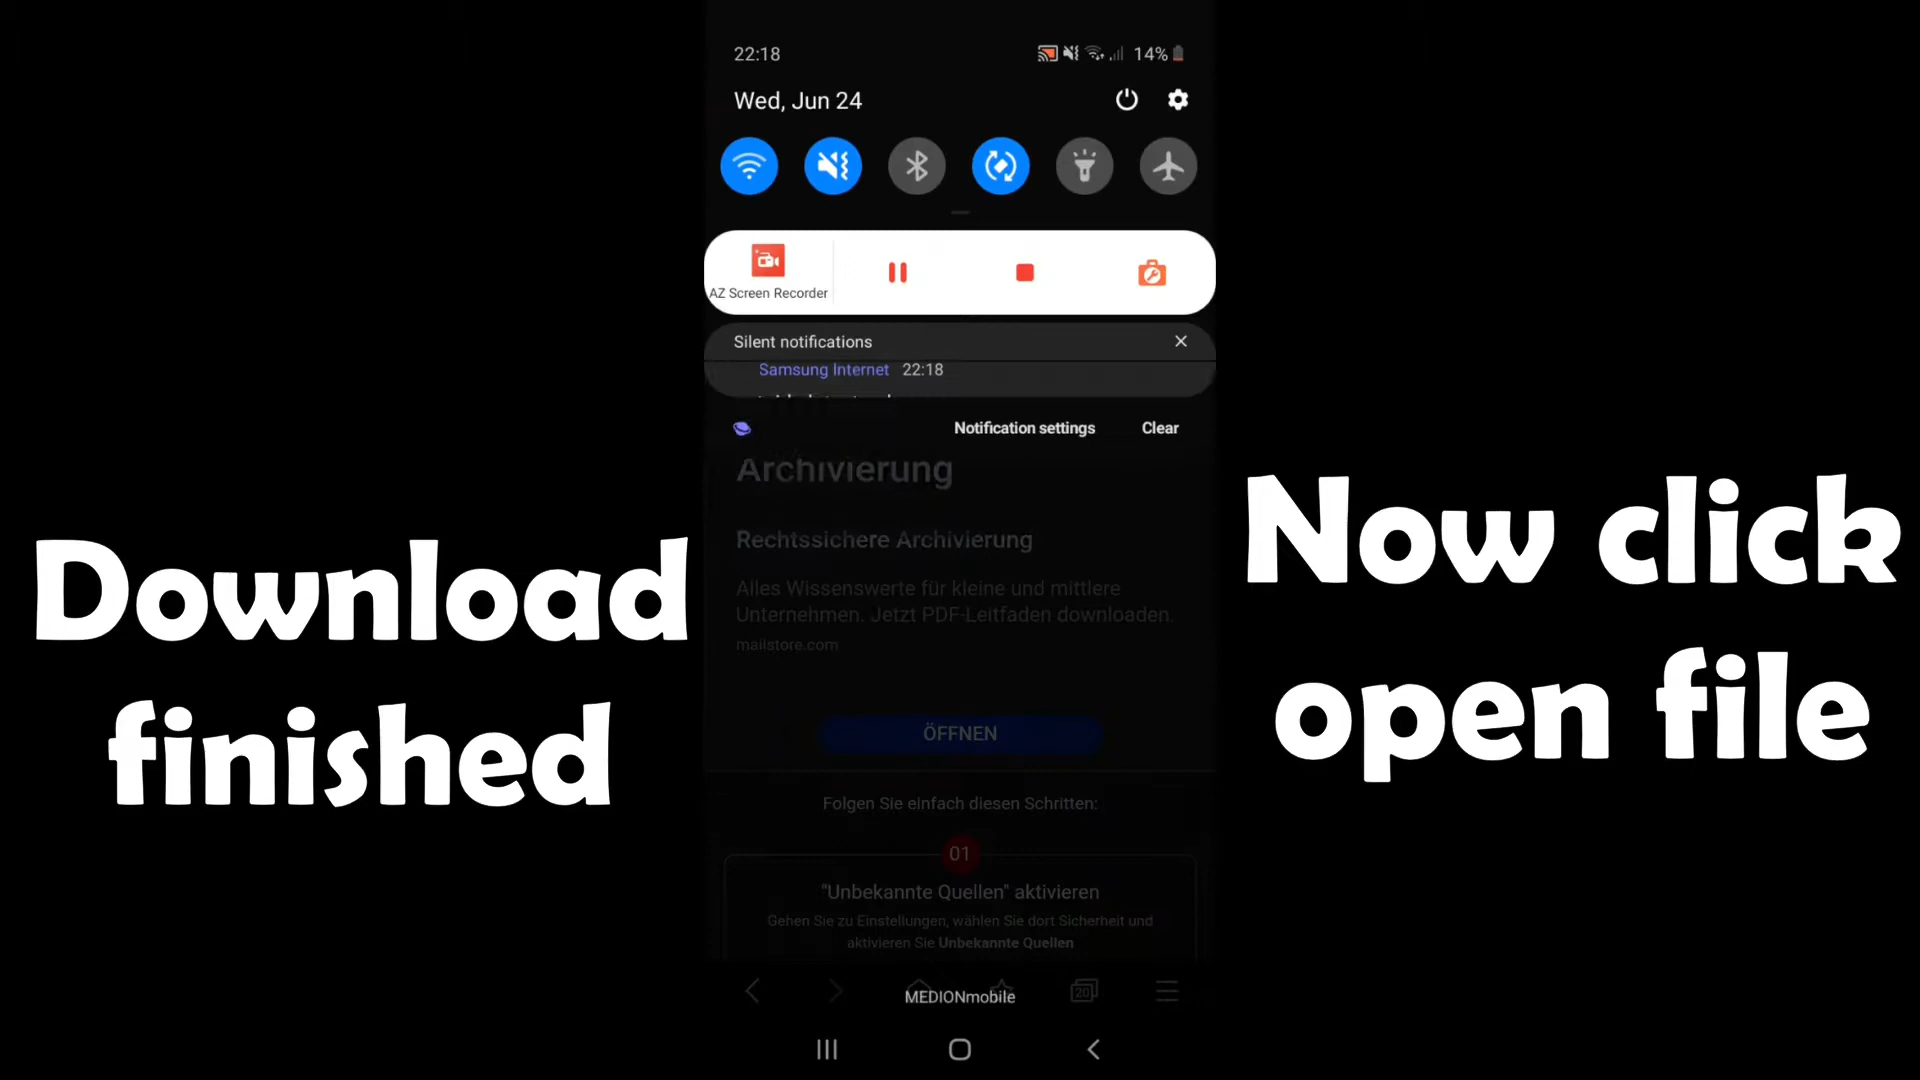 22:18
14%
Wed, Jun 24
AZ Screen Recorder
Silent notifications
Samsung Internet 22:18
Notification settings Clear
Archivierung
Rechtssichere Archivierung
Alles Wissenswerte für kleine und mittlere
Unternehmen. Jetzt PDF-Leitfaden downloaden.
mailstore.com
ÖFFNEN
Folgen Sie einfach diesen Schritten:
01
"Unbekannte Quellen" aktivieren
Gehen Sie zu Einstellungen, wählen Sie dort Sicherheit und
aktivieren Sie Unbekannte Quellen
20
MEDIONmobile
Download
finished
Now click
open file